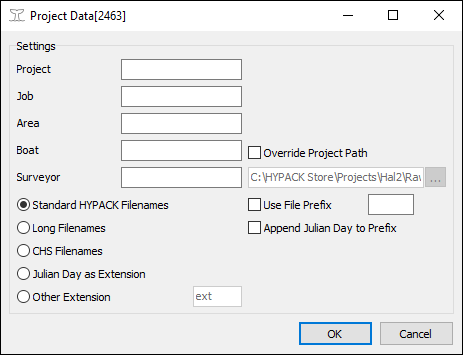 Project Data[2463]
Settings
Project
Job
Area
Boat
Override Project Path
Surveyor
C:\HYPACK Store\Projects\Hal2\Ra
...
Standard HYPACK Filenames
Use File Prefix
Long Filenames
Append Julian Day to Prefix
CHS Filenames
Julian Day as Extension
Other Extension
ext
OK
Cancel